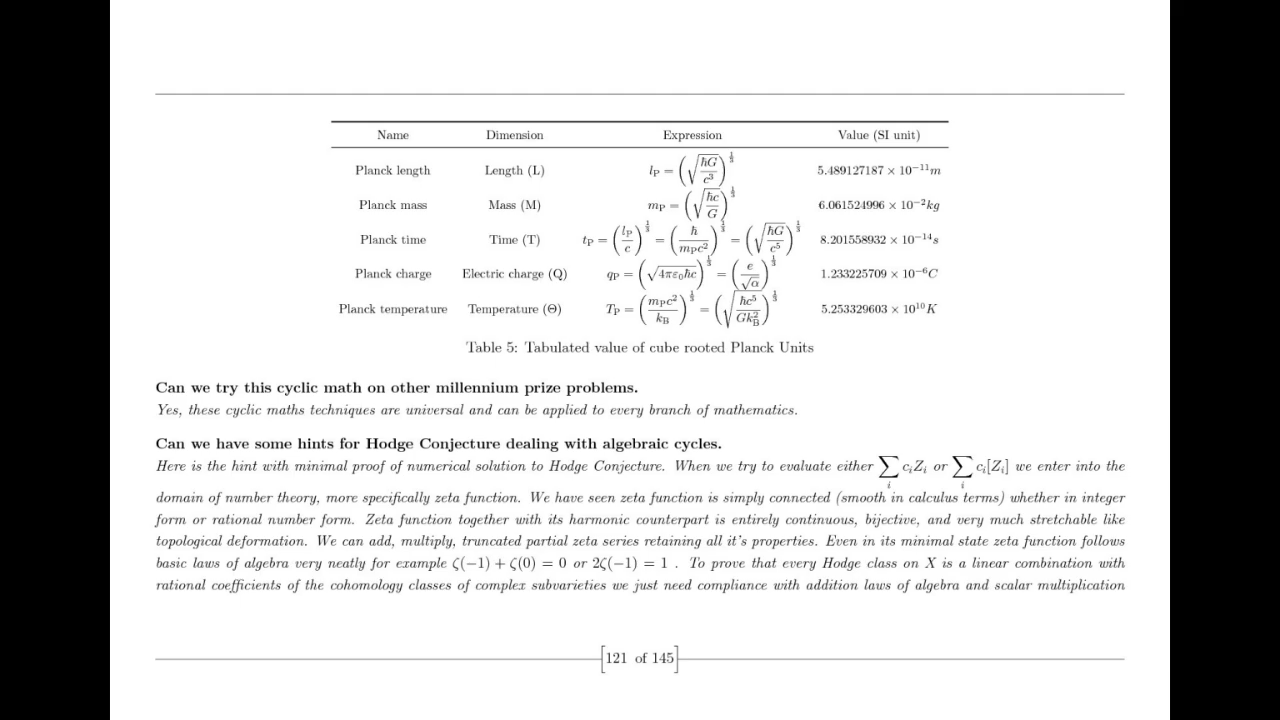 Name Dimension Expression Value (SI unit)
Planck length Length (L) l_P = (√(ħG/c³))^(1/3) 5.489127187 × 10⁻¹¹m
Planck mass Mass (M) m_P = (√(ħc/G))^(1/3) 6.061524996 × 10⁻²kg
Planck time Time (T) t_P = (l_P/c)^(1/3) = (ħ/m_Pc²)^(1/3) = (√(ħG/c⁵))^(1/3) 8.201558932 × 10⁻¹⁴s
Planck charge Electric charge (Q) q_P = (√(4πε₀ħc))^(1/3) = (e/√α)^(1/3) 1.233225709 × 10⁻⁶C
Planck temperature Temperature (Θ) T_P = (m_Pc²/k_B)^(1/3) = (√(ħc⁵/Gk_B²))^(1/3) 5.253329603 × 10¹⁰K
Table 5: Tabulated value of cube rooted Planck Units
Can we try this cyclic math on other millennium prize problems.
Yes, these cyclic maths techniques are universal and can be applied to every branch of mathematics.
Can we have some hints for Hodge Conjecture dealing with algebraic cycles.
Here is the hint with minimal proof of numerical solution to Hodge Conjecture. When we try to evaluate either ∑_i c_iZ_i or ∑_i c_i[Z_i] we enter into the
domain of number theory, more specifically zeta function. We have seen zeta function is simply connected (smooth in calculus terms) whether in integer
form or rational number form. Zeta function together with its harmonic counterpart is entirely continuous, bijective, and very much stretchable like
topological deformation. We can add, multiply, truncated partial zeta series retaining all it's properties. Even in its minimal state zeta function follows
basic laws of algebra very neatly for example ζ(−1) + ζ(0) = 0 or 2ζ(−1) = 1 . To prove that every Hodge class on X is a linear combination with
rational coefficients of the cohomology classes of complex subvarieties we just need compliance with addition laws of algebra and scalar multiplication
121 of 145